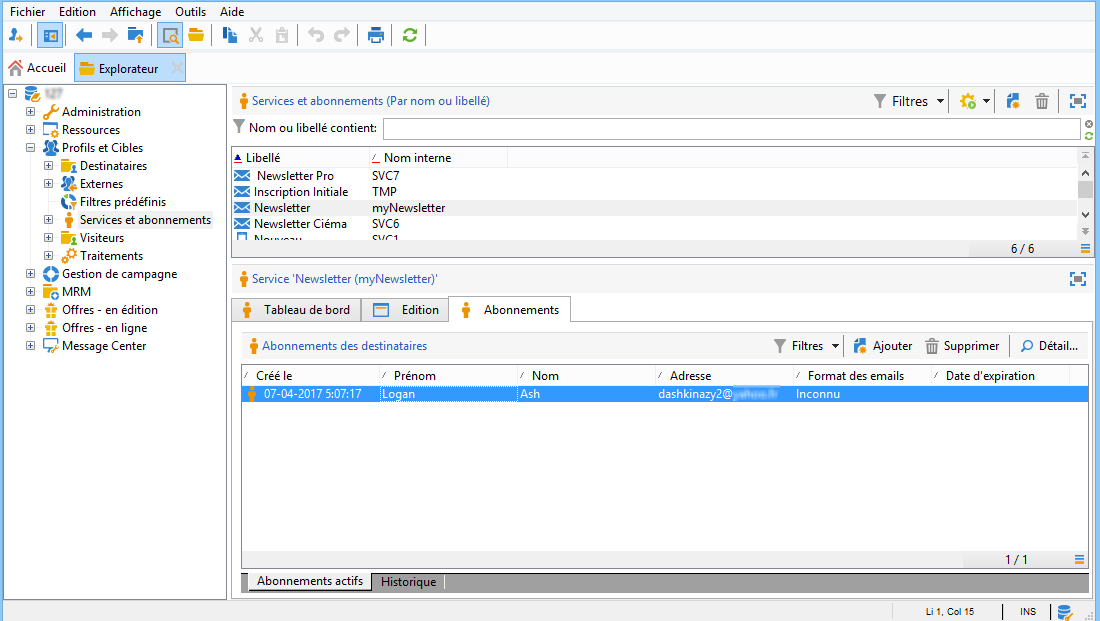 Fichier Edition Affichage Outils Aide
Accueil Explorateur
Administration
Ressources
Profils et Cibles
Destinataires
Externes
Filtres prédéfinis
Services et abonnements
Visiteurs
Traitements
Gestion de campagne
MRM
Offres - en édition
Offres - en ligne
Message Center
Services et abonnements (Par nom ou libellé) Filtres
Nom ou libellé contient:
Libellé Nom interne
Newsletter Pro SVC7
Inscription Initiale TMP
Newsletter myNewsletter
Newsletter Ciéma SVC6
Nouveau SVC1
6 / 6
Service 'Newsletter (myNewsletter)'
Tableau de bord Edition Abonnements
Abonnements des destinataires Filtres Ajouter Supprimer Détail...
Créé le Prénom Nom Adresse Format des emails Date d'expiration
07-04-2017 5:07:17 Logan Ash dashkinazy2@ Inconnu
1 / 1
Abonnements actifs Historique
Li 1, Col 15 INS